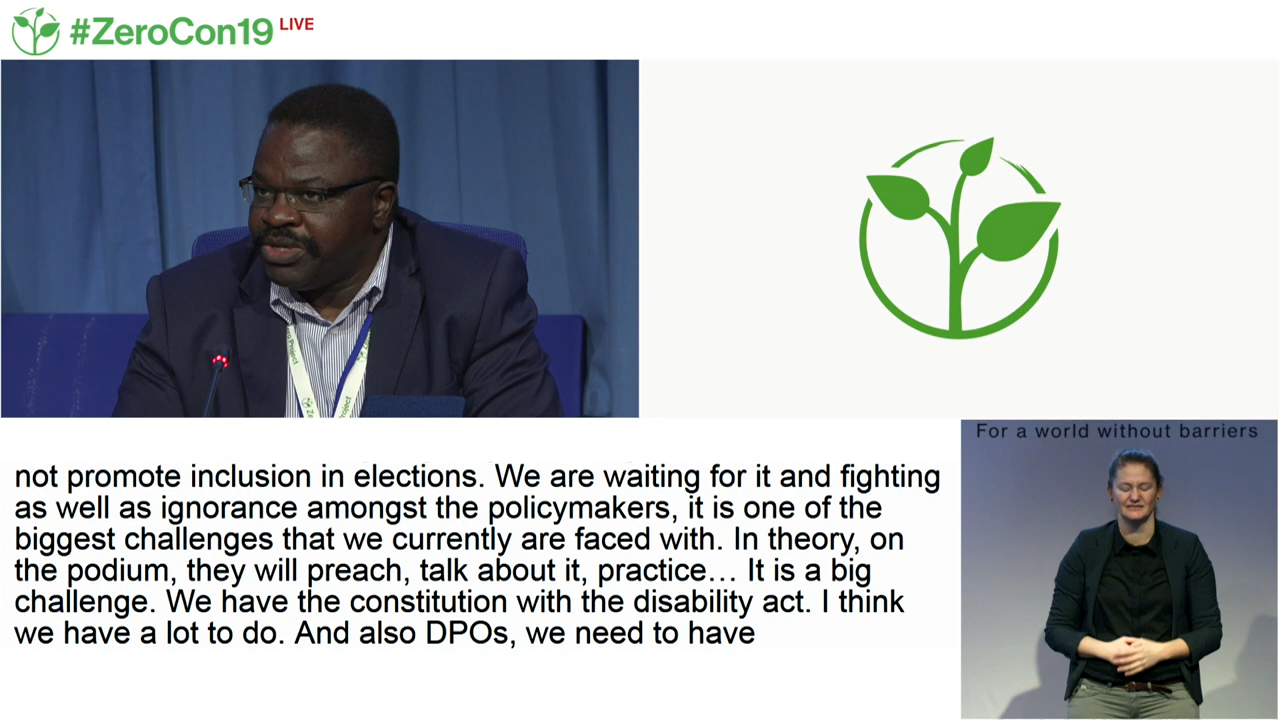 #ZeroCon19 LIVE
Project
Project
not promote inclusion in elections. We are waiting for it and fighting
as well as ignorance amongst the policymakers, it is one of the
biggest challenges that we currently are faced with. In theory, on
the podium, they will preach, talk about it, practice… It is a big
challenge. We have the constitution with the disability act. I think
we have a lot to do. And also DPOs, we need to have
For a world without barriers